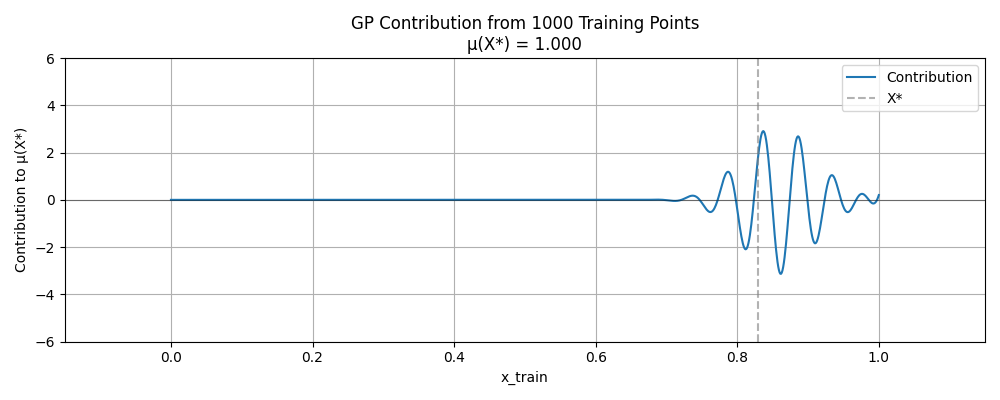 GP Contribution from 1000 Training Points
μ(X*) = 1.000
6
4
2
0
−2
−4
−6
Contribution to μ(X*)
Contribution
X*
0.0
0.2
0.4
0.6
0.8
1.0
x_train